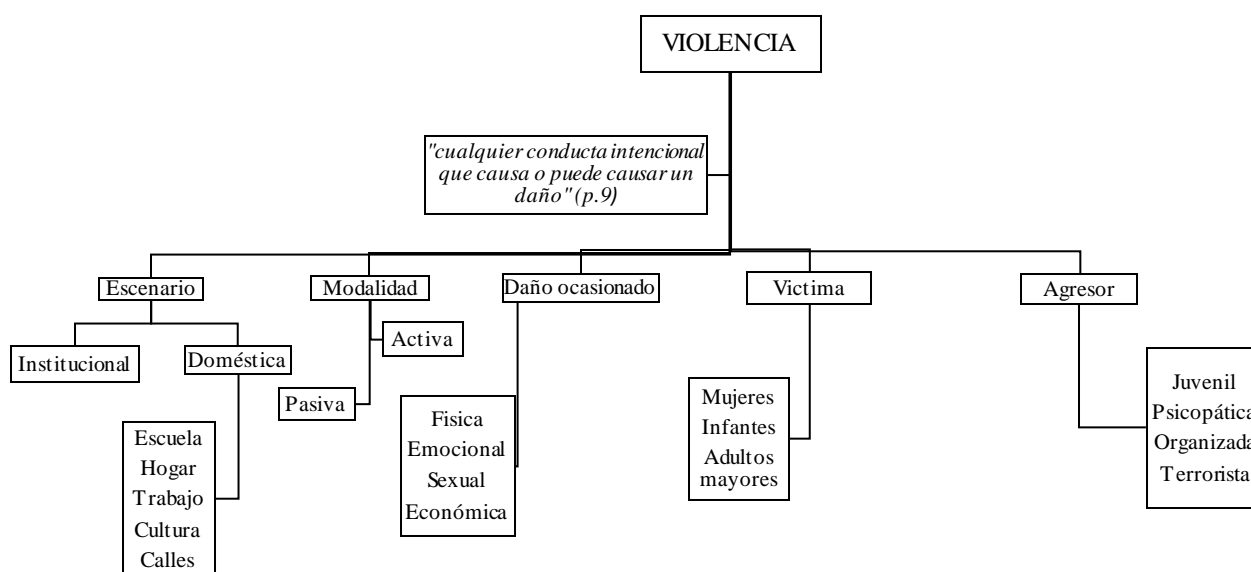 VIOLENCIA
"cualquier conducta intencional
que causa o puede causar un
daño" (p.9)
Escenario
Modalidad
Daño ocasionado
Victima
Agresor
Institucional
Doméstica
Activa
Pasiva
Escuela
Hogar
Trabajo
Cultura
Calles
Fisica
Emocional
Sexual
Económica
Mujeres
Infantes
Adultos
mayores
Juvenil
Psicopática
Organizada
Terrorista